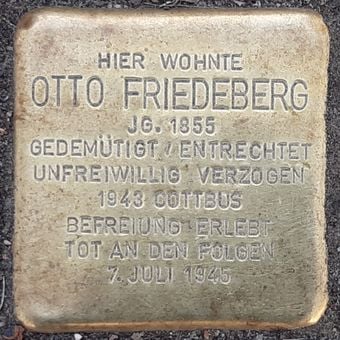 HIER WOHNTE
OTTO FRIEDEBERG
JG. 1855
GEDEMÜTIGT / ENTRECHTET
UNFREIWILLIG VERZOGEN
1943 COTTBUS
BEFREIUNG ERLEBT
TOT AN DEN FOLGEN
7. JULI 1945